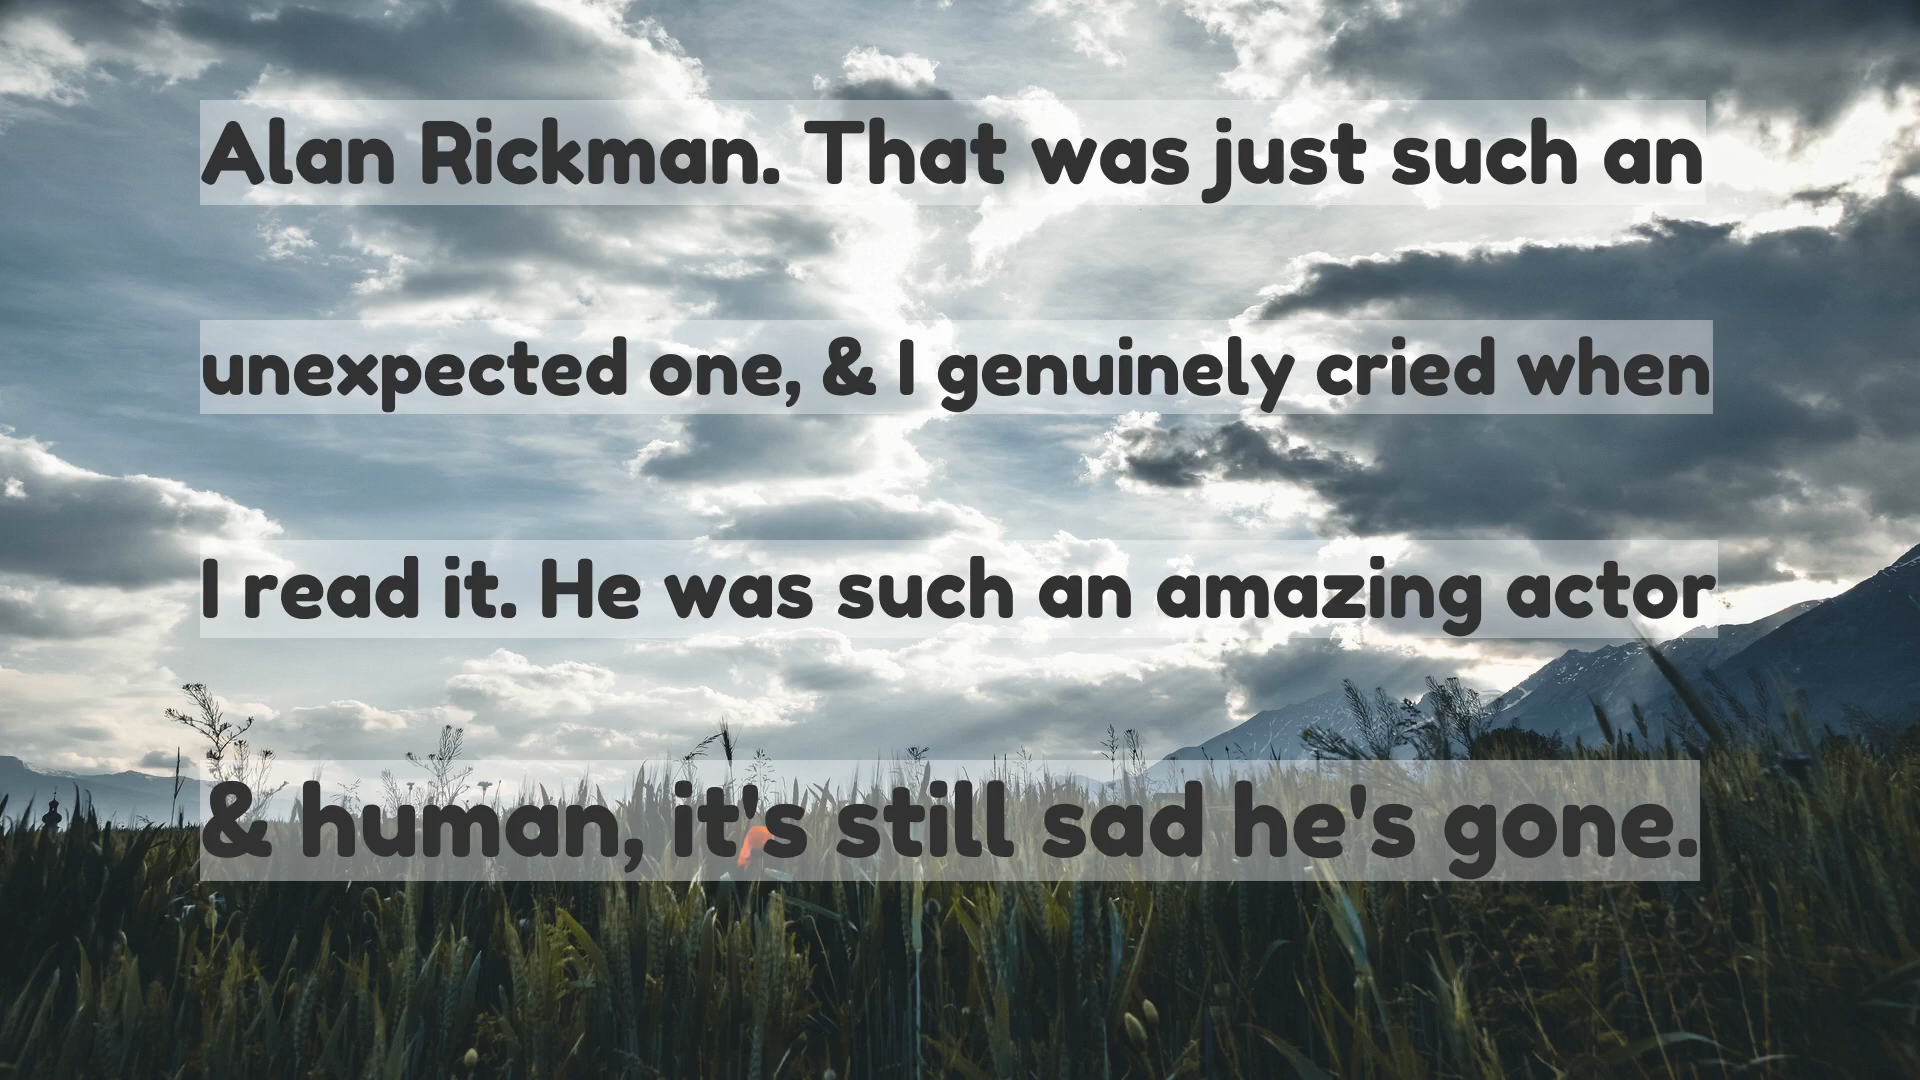 Alan Rickman. That was just such an
unexpected one, & I genuinely cried when
I read it. He was such an amazing actor
& human, it's still sad he's gone.